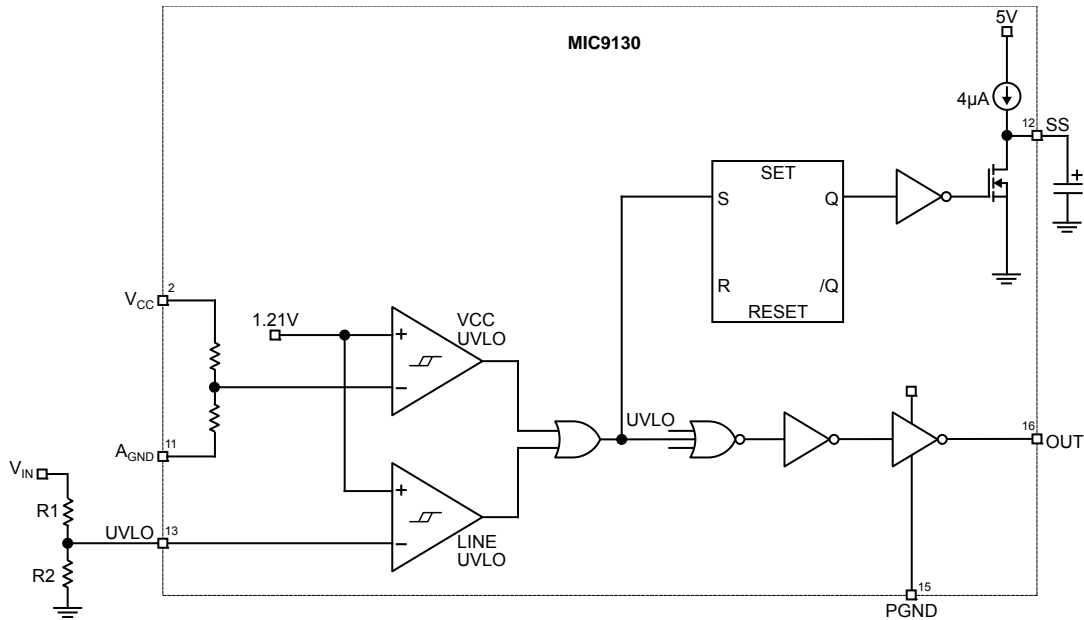 MIC9130
5V
4µA
12 SS
SET
S Q
R /Q
RESET
2
VCC
1.21V
VCC
UVLO
+
−
11
AGND
VIN
R1
UVLO 13
R2
+
−
LINE
UVLO
UVLO
16
OUT
15
PGND
+